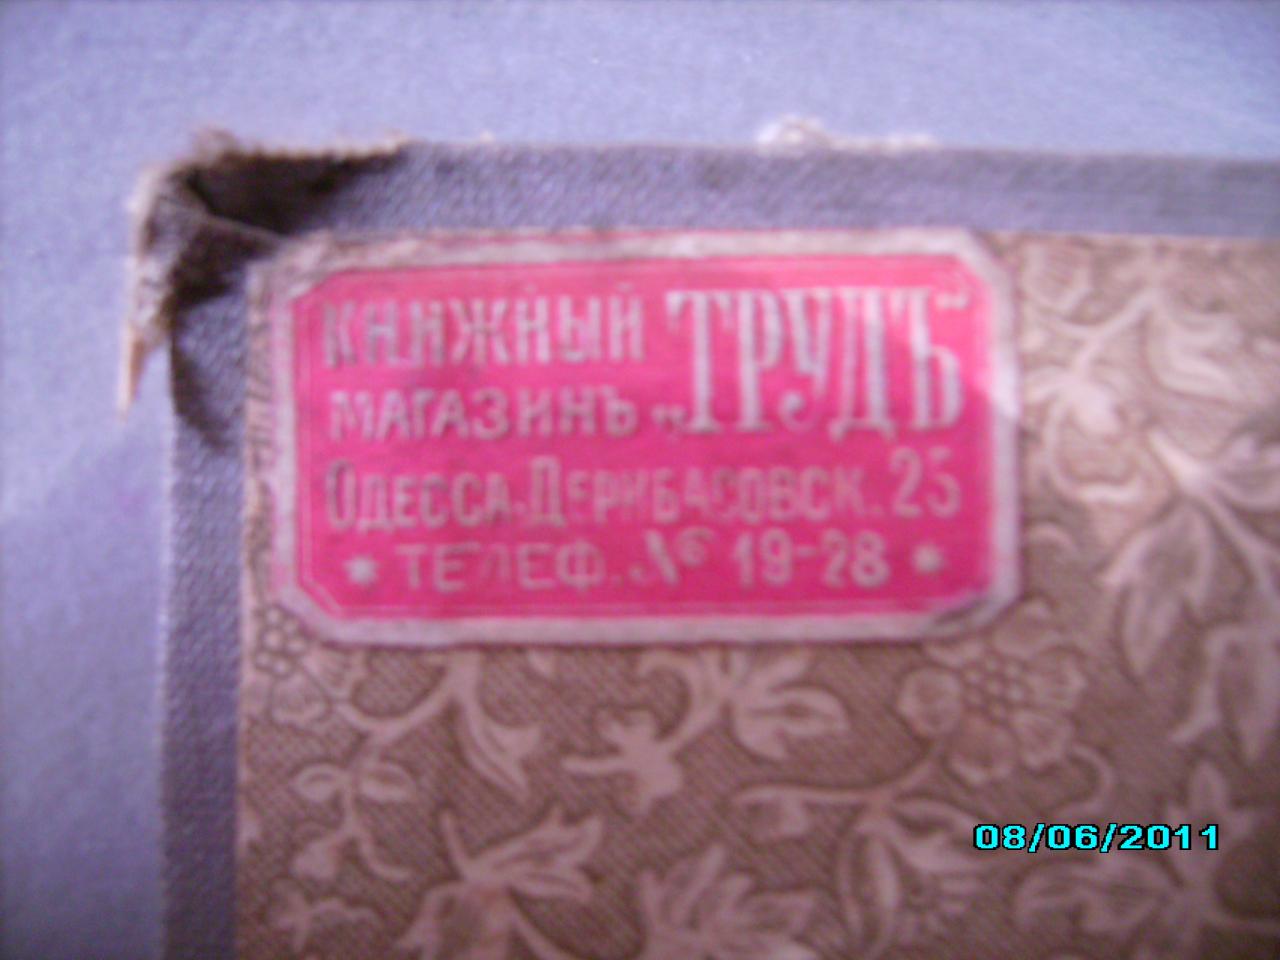 КНИЖНЫЙ
МАГАЗИНЪ „ТРУДЪ“
ОДЕССА-ДЕРИБАСОВСК. 25
* ТЕЛЕФ. № 19-28 *
08/06/2011